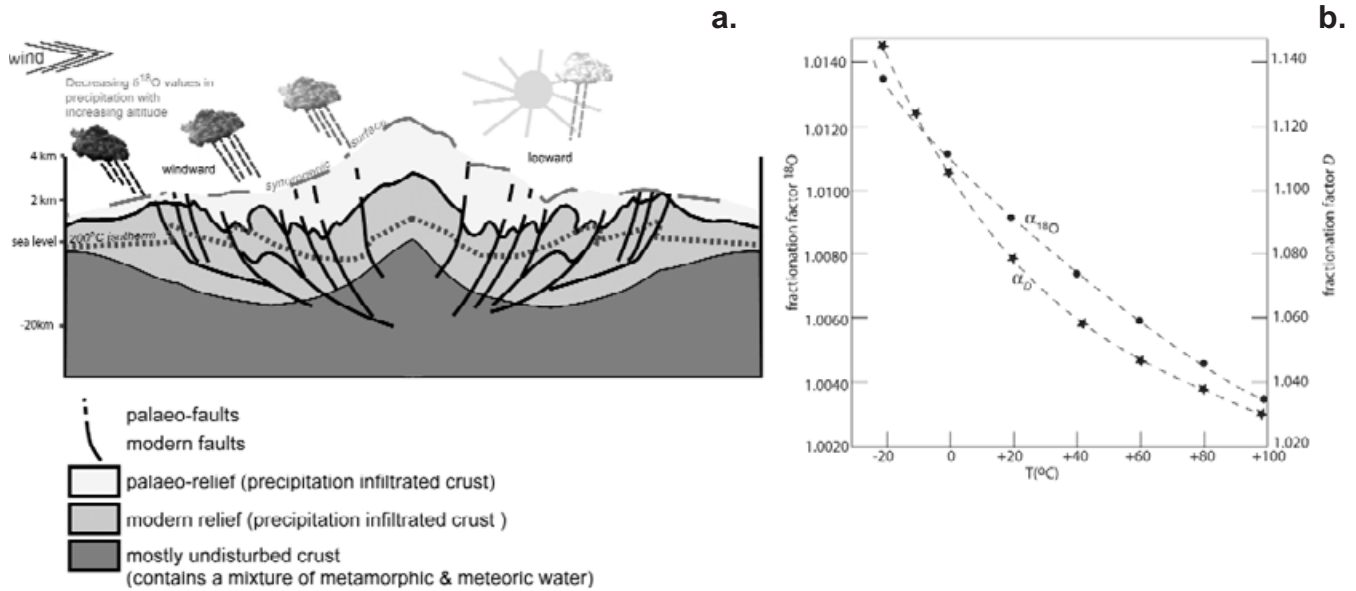 a.
wind
Decreasing δ¹⁸O values in
precipitation with
increasing altitude
windward
synorogenic surface
leeward
4 km
2 km
sea level
-20km
200°C isotherm
palaeo-faults
modern faults
palaeo-relief (precipitation infiltrated crust)
modern relief (precipitation infiltrated crust )
mostly undisturbed crust
(contains a mixture of metamorphic & meteoric water)
b.
1.0140
1.0120
1.0100
1.0080
1.0060
1.0040
1.0020
fractionation factor ¹⁸O
α18O
αD
1.140
1.120
1.100
1.080
1.060
1.040
1.020
fractionation factor D
-20 0 +20 +40 +60 +80 +100
T(ºC)